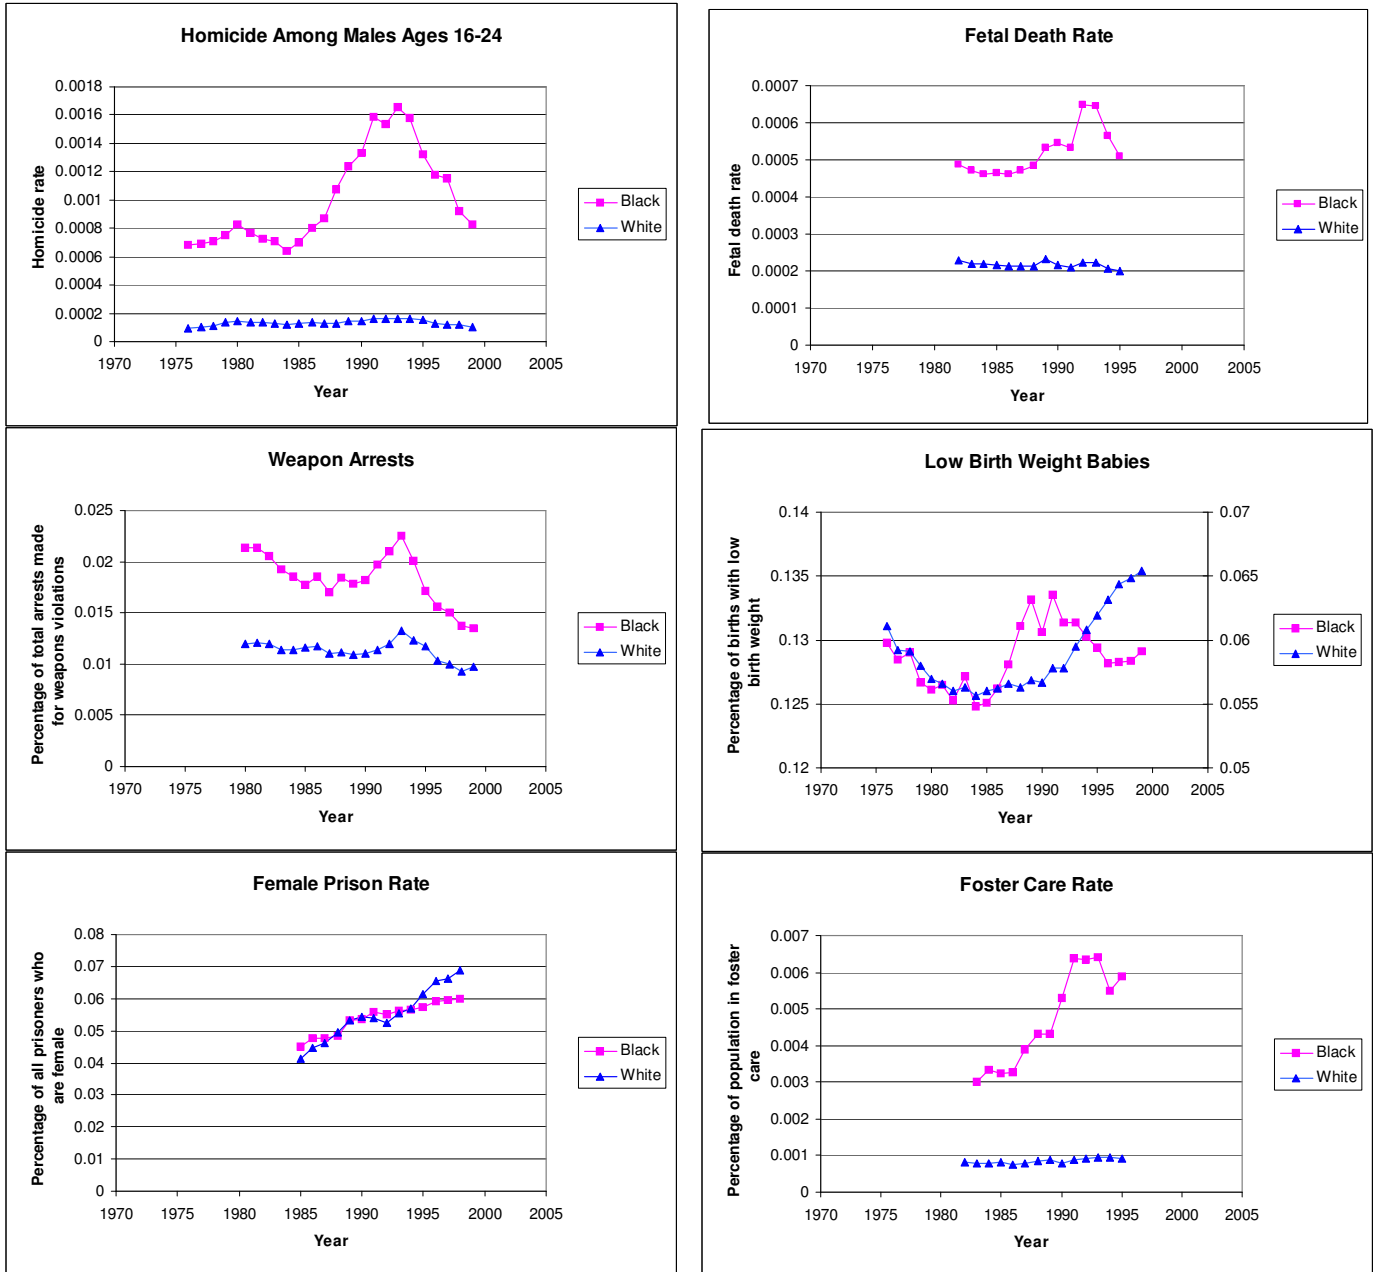 Homicide Among Males Ages 16-24
Homicide rate
0.0018
0.0016
0.0014
0.0012
0.001
0.0008
0.0006
0.0004
0.0002
0
1970 1975 1980 1985 1990 1995 2000 2005
Year
Black
White
Fetal Death Rate
Fetal death rate
0.0007
0.0006
0.0005
0.0004
0.0003
0.0002
0.0001
0
1970 1975 1980 1985 1990 1995 2000 2005
Year
Black
White
Weapon Arrests
Percentage of total arrests made
for weapons violations
0.025
0.02
0.015
0.01
0.005
0
1970 1975 1980 1985 1990 1995 2000 2005
Year
Black
White
Low Birth Weight Babies
Percentage of births with low
birth weight
0.14
0.135
0.13
0.125
0.12
0.07
0.065
0.06
0.055
0.05
1970 1975 1980 1985 1990 1995 2000 2005
Year
Black
White
Female Prison Rate
Percentage of all prisoners who
are female
0.08
0.07
0.06
0.05
0.04
0.03
0.02
0.01
0
1970 1975 1980 1985 1990 1995 2000 2005
Year
Black
White
Foster Care Rate
Percentage of population in foster
care
0.007
0.006
0.005
0.004
0.003
0.002
0.001
0
1970 1975 1980 1985 1990 1995 2000 2005
Year
Black
White